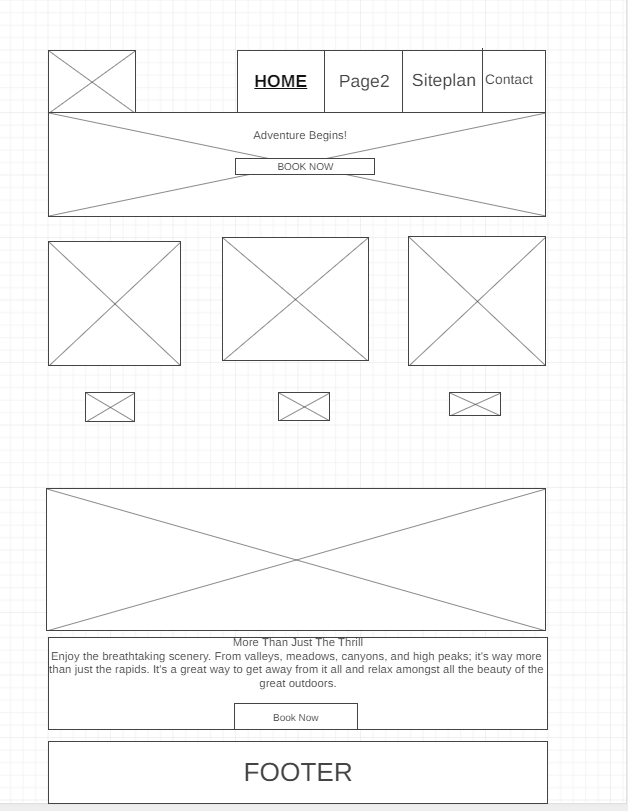 HOME Page2 Siteplan Contact
Adventure Begins!
BOOK NOW
More Than Just The Thrill
Enjoy the breathtaking scenery. From valleys, meadows, canyons, and high peaks; it's way more
than just the rapids. It's a great way to get away from it all and relax amongst all the beauty of the
great outdoors.
Book Now
FOOTER